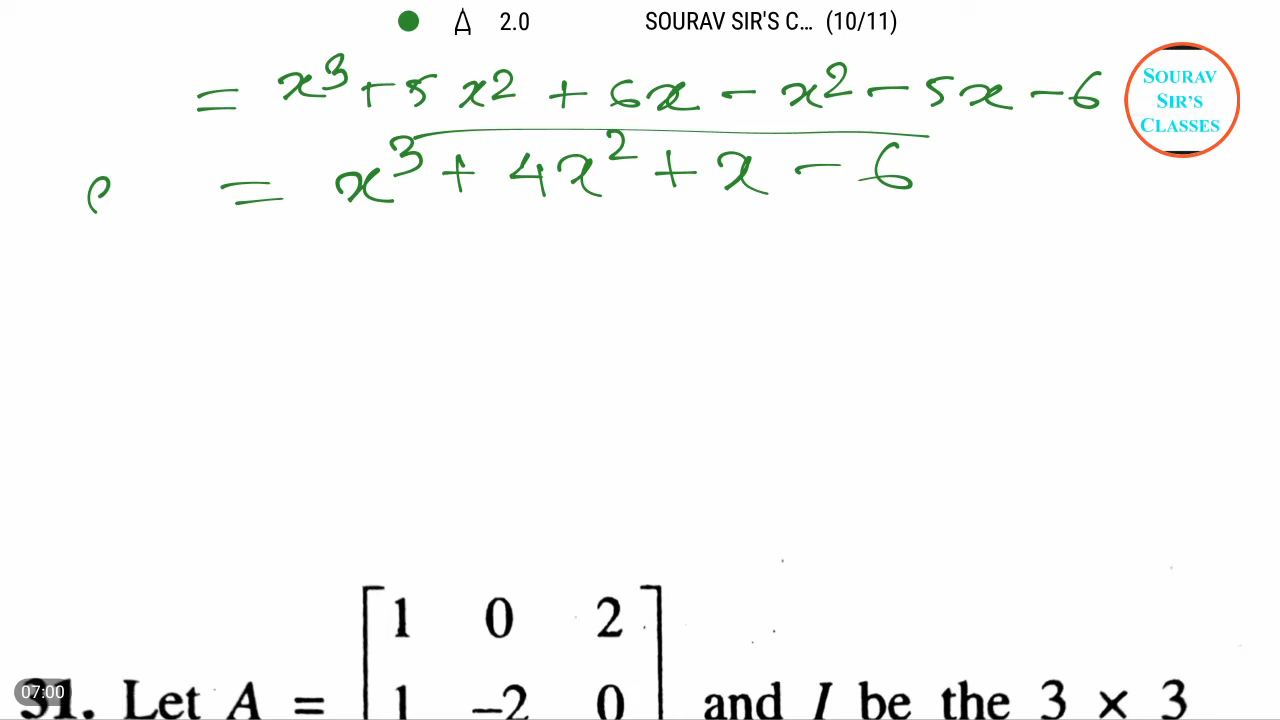 2.0 SOURAV SIR'S C... (10/11)
= x³ + 5x² + 6x - x² - 5x - 6
= x³ + 4x² + x - 6
SOURAV
SIR'S
CLASSES
1 0 2
31. Let A = 1 -2 0 and I be the 3 × 3
07:00